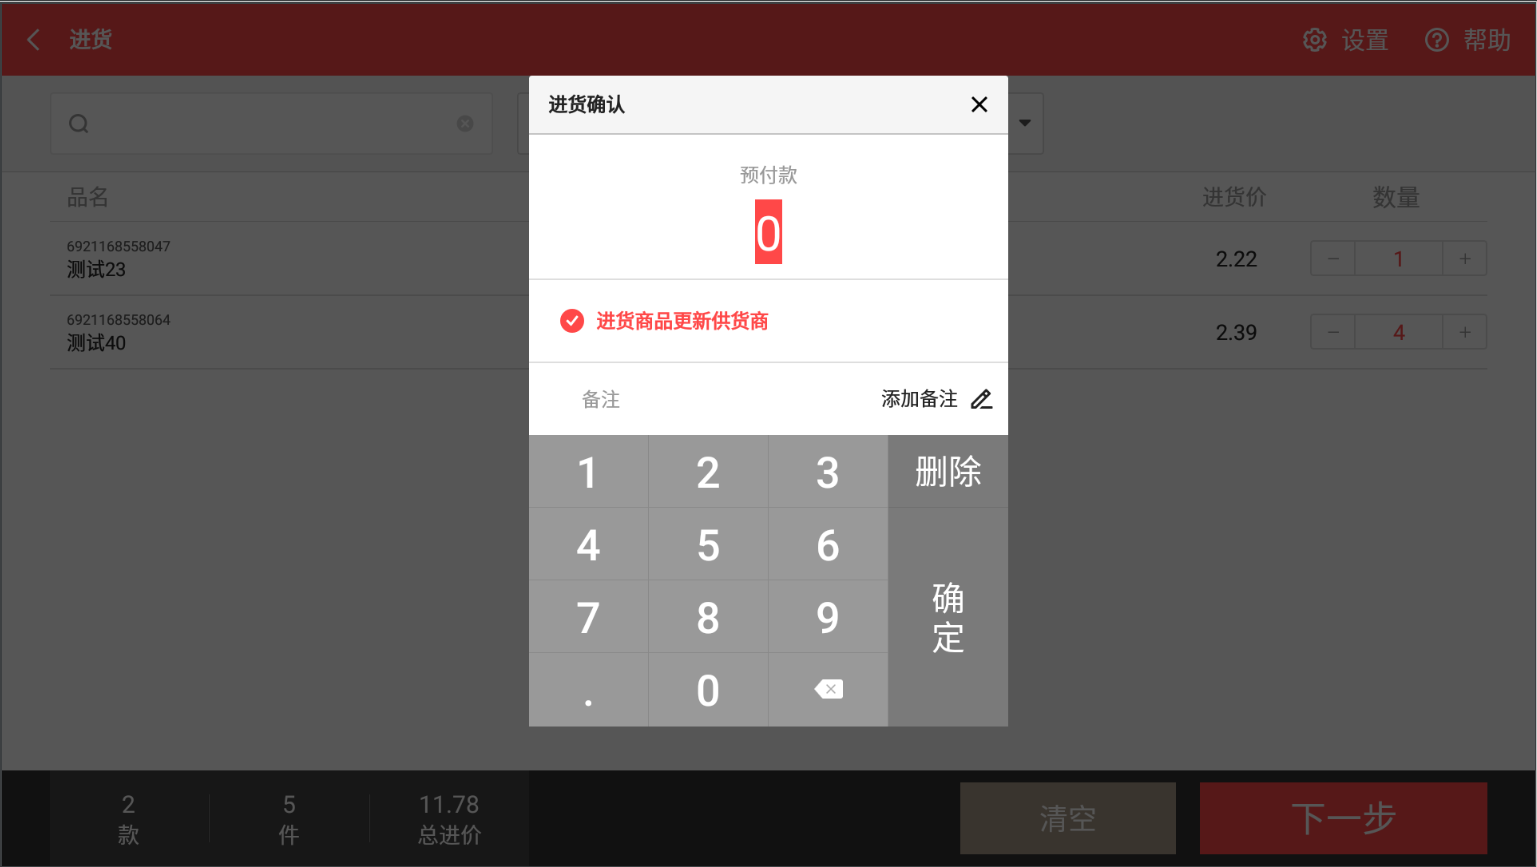 进货
设置
帮助
进货确认
预付款
0
进货商品更新供货商
备注
添加备注
品名
进货价
数量
6921168558047
测试23
2.22
−
1
+
6921168558064
测试40
2.39
−
4
+
1
2
3
删除
4
5
6
7
8
9
确
定
.
0
2
款
5
件
11.78
总进价
清空
下一步